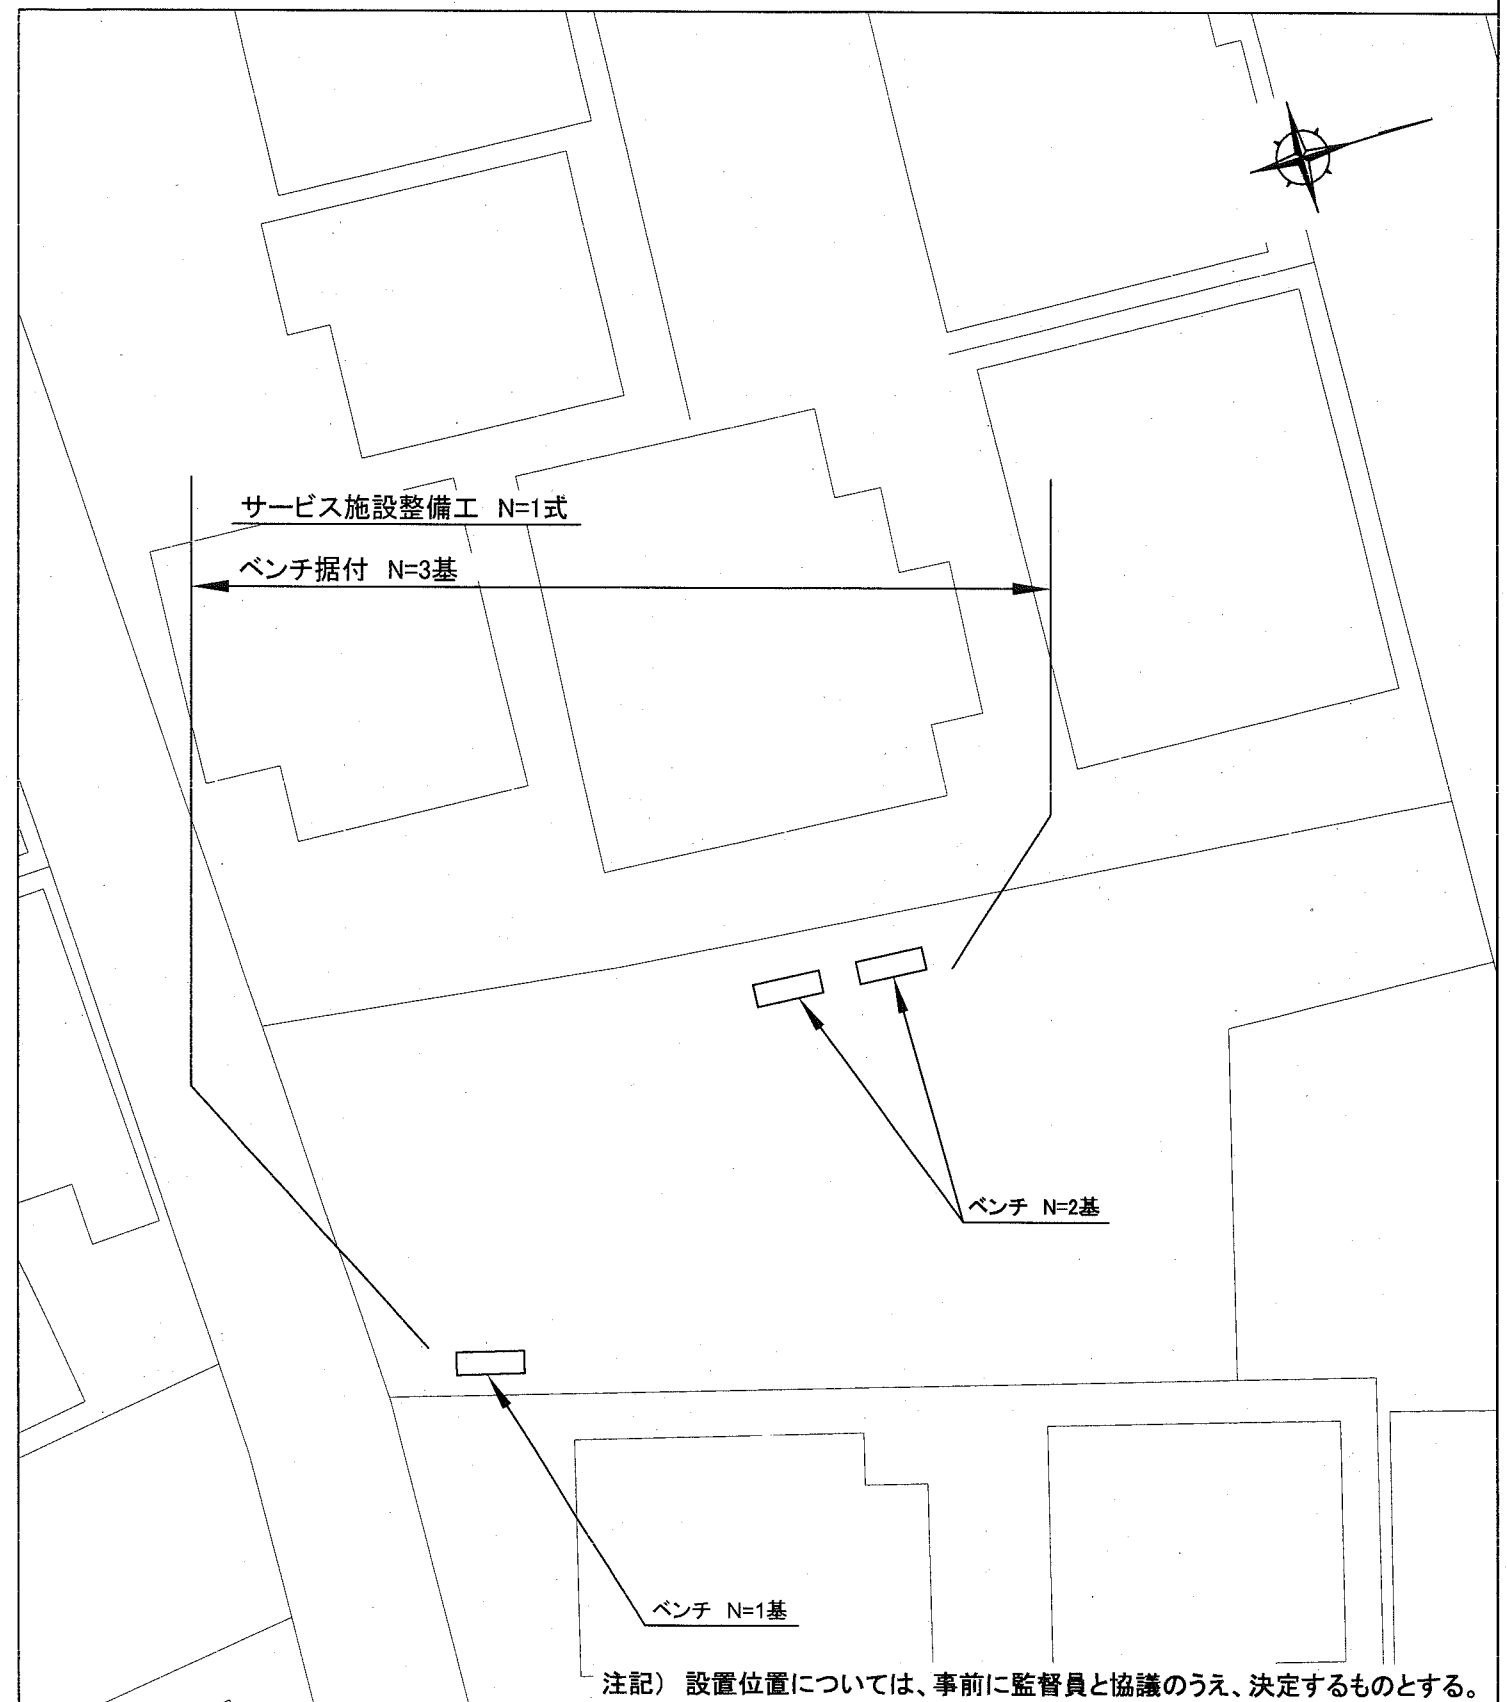 サービス施設整備工 N=1式
ベンチ据付 N=3基
ベンチ N=2基
ベンチ N=1基
注記） 設置位置については、事前に監督員と協議のうえ、決定するものとする。